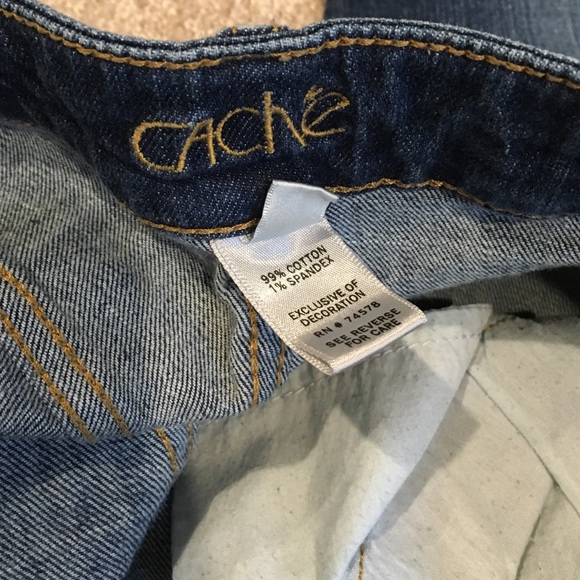 caché
99% COTTON
1% SPANDEX
EXCLUSIVE OF
DECORATION
RN # 74578
SEE REVERSE
FOR CARE